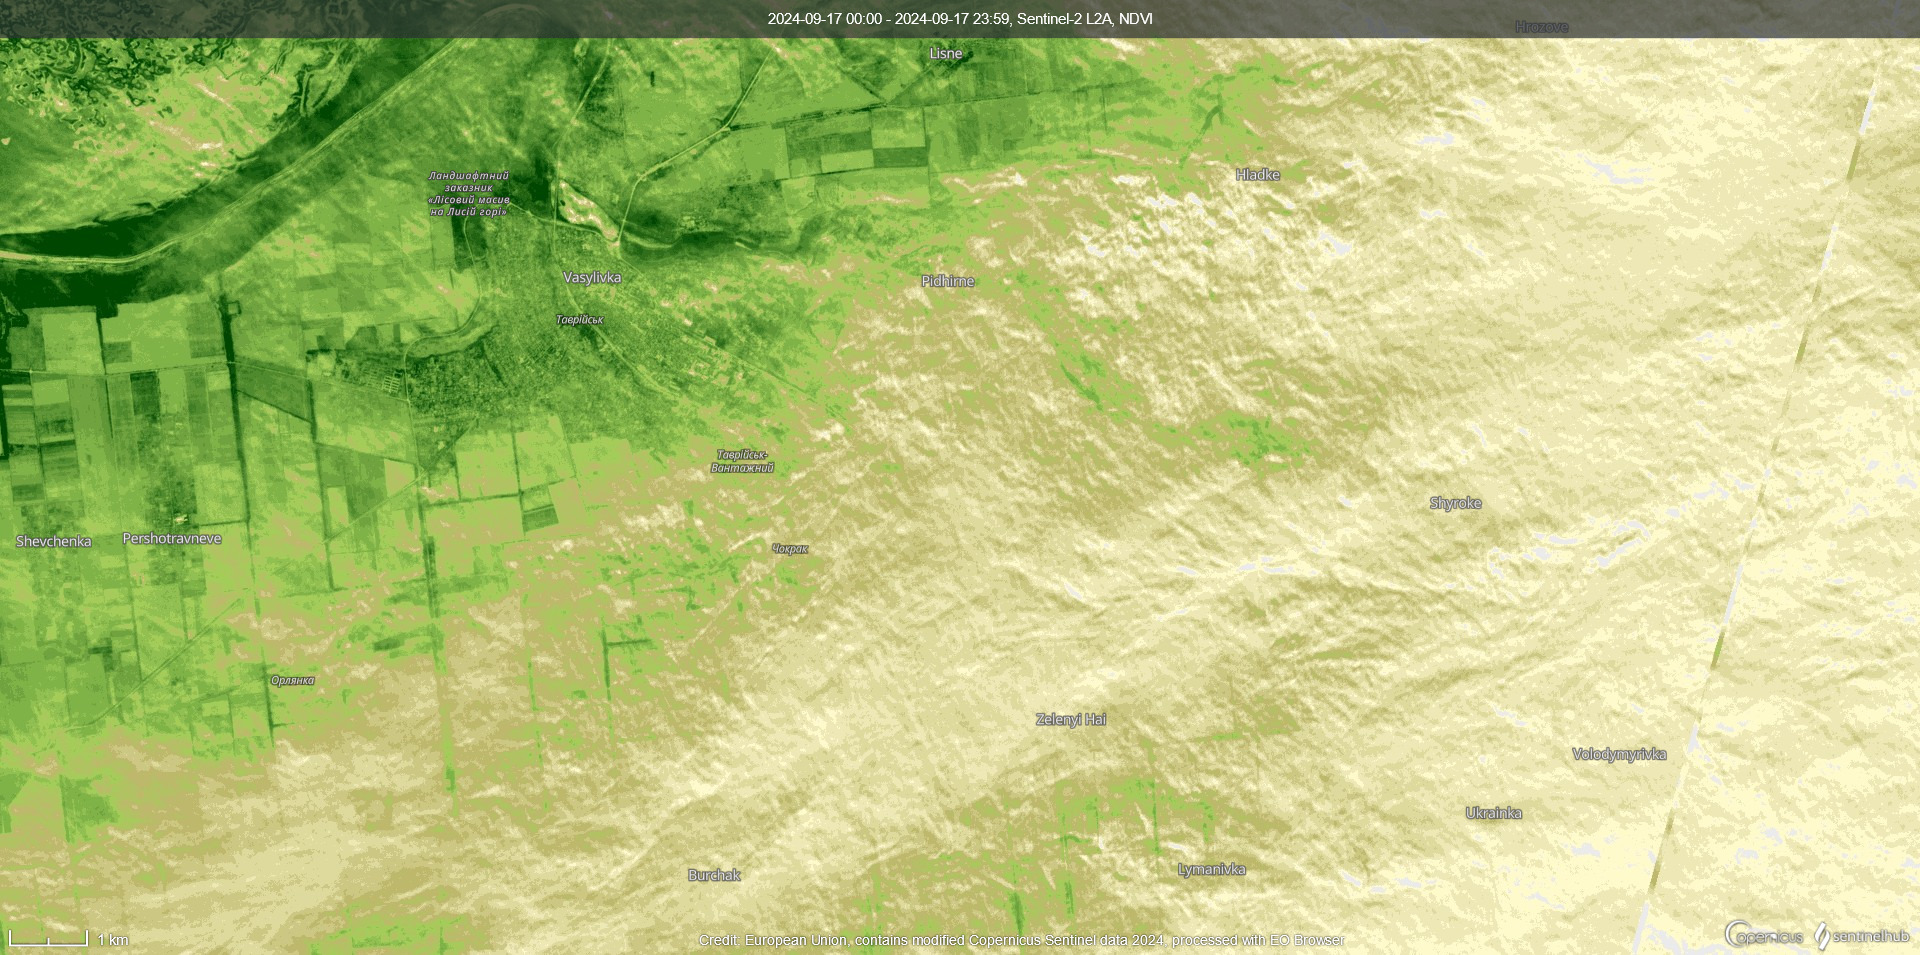 2024-09-17 00:00 - 2024-09-17 23:59, Sentinel-2 L2A, NDVI
Hrozove
Lisne
Ландшафтний
заказник
«Лісовий масив
на Лисій горі»
Hladke
Vasylivka
Pidhirne
Таврійськ
Таврійськ-
Вантажний
Shyroke
Shevchenka
Pershotravneve
Чокрак
Орлянка
Zelenyi Hai
Volodymyrivka
Ukrainka
Burchak
Lymanivka
1 km
Credit: European Union, contains modified Copernicus Sentinel data 2024, processed with EO Browser
opernicus
sentinelhub